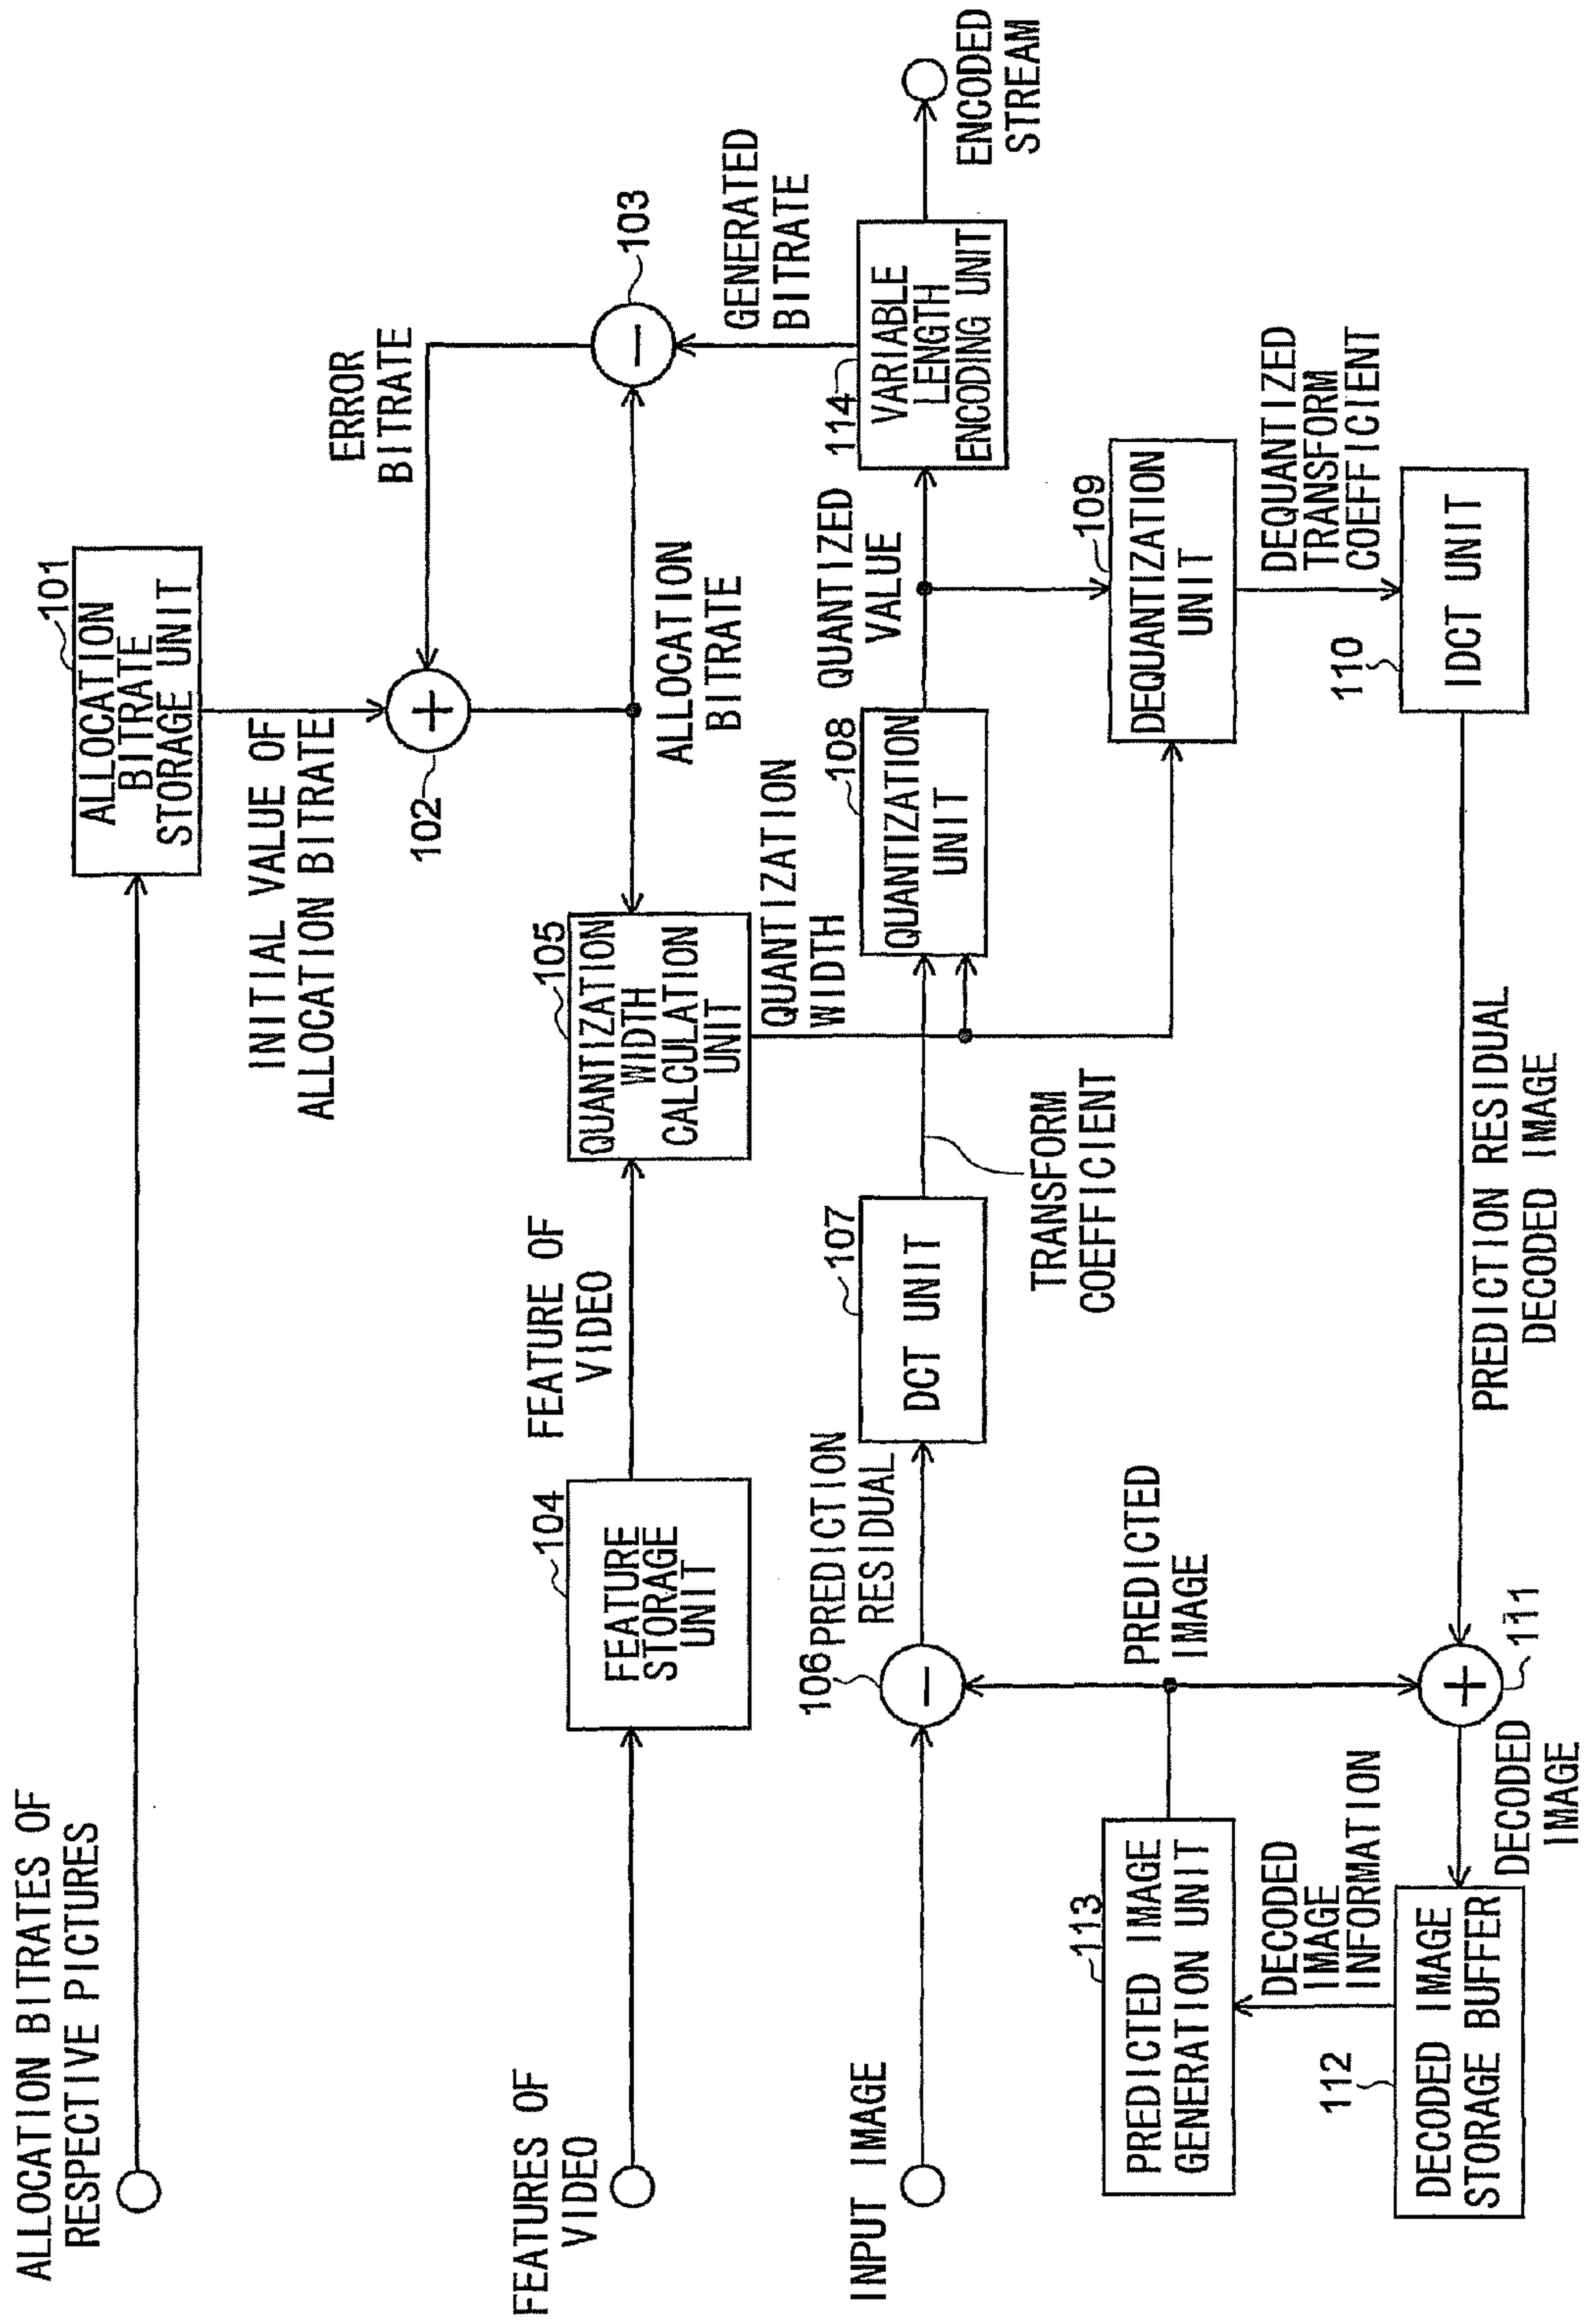 ALLOCATION BITRATES OF
RESPECTIVE PICTURES
101
ALLOCATION
BITRATE
STORAGE UNIT
INITIAL VALUE OF
ALLOCATION BITRATE
102
+
ERROR
BITRATE
103
−
FEATURES OF
VIDEO
104
FEATURE
STORAGE
UNIT
FEATURE OF
VIDEO
105
QUANTIZATION
WIDTH
CALCULATION
UNIT
ALLOCATION
BITRATE
GENERATED
BITRATE
QUANTIZATION
WIDTH
INPUT IMAGE
106
−
PREDICTION
RESIDUAL
107
DCT UNIT
TRANSFORM
COEFFICIENT
108
QUANTIZATION
UNIT
QUANTIZED
VALUE
114
VARIABLE
LENGTH
ENCODING UNIT
ENCODED
STREAM
113
PREDICTED IMAGE
GENERATION UNIT
PREDICTED
IMAGE
109
DEQUANTIZATION
UNIT
DEQUANTIZED
TRANSFORM
COEFFICIENT
DECODED
IMAGE
INFORMATION
112
DECODED IMAGE
STORAGE BUFFER
DECODED
IMAGE
+
111
PREDICTION RESIDUAL
DECODED IMAGE
110
IDCT UNIT